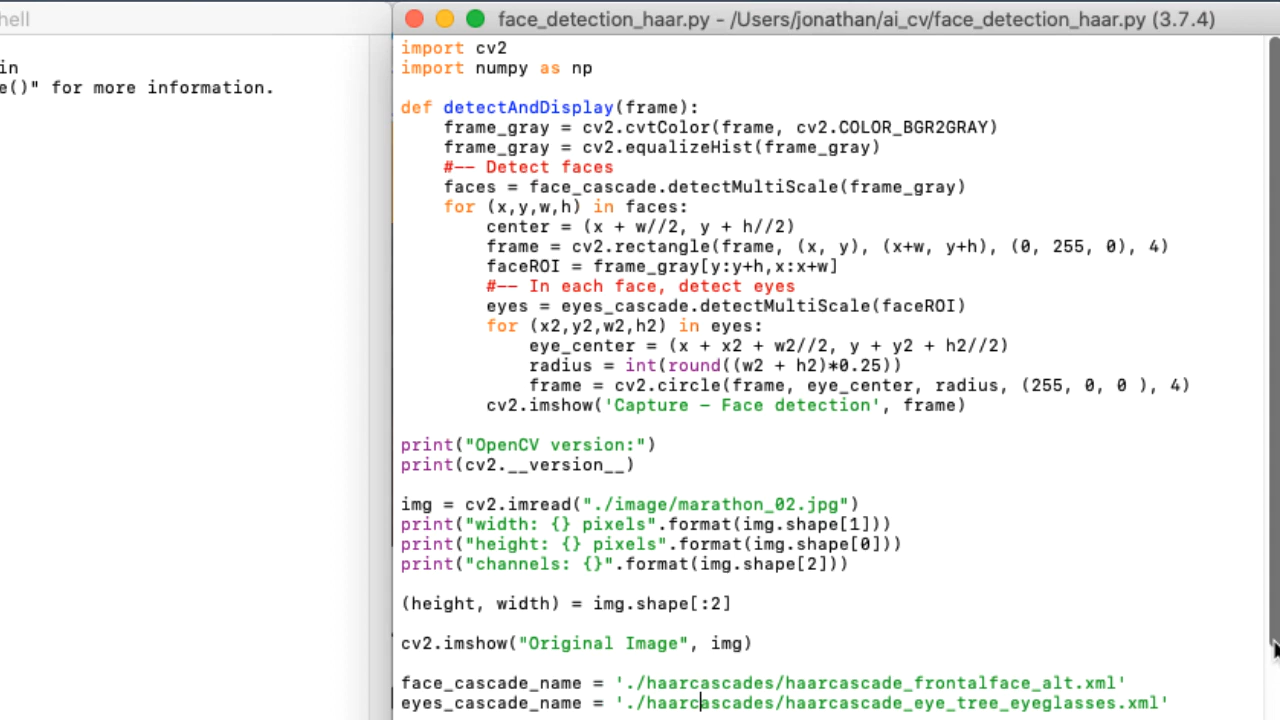 hell
in
e()" for more information.
face_detection_haar.py - /Users/jonathan/ai_cv/face_detection_haar.py (3.7.4)
import cv2
import numpy as np

def detectAndDisplay(frame):
    frame_gray = cv2.cvtColor(frame, cv2.COLOR_BGR2GRAY)
    frame_gray = cv2.equalizeHist(frame_gray)
    #-- Detect faces
    faces = face_cascade.detectMultiScale(frame_gray)
    for (x,y,w,h) in faces:
        center = (x + w//2, y + h//2)
        frame = cv2.rectangle(frame, (x, y), (x+w, y+h), (0, 255, 0), 4)
        faceROI = frame_gray[y:y+h,x:x+w]
        #-- In each face, detect eyes
        eyes = eyes_cascade.detectMultiScale(faceROI)
        for (x2,y2,w2,h2) in eyes:
            eye_center = (x + x2 + w2//2, y + y2 + h2//2)
            radius = int(round((w2 + h2)*0.25))
            frame = cv2.circle(frame, eye_center, radius, (255, 0, 0 ), 4)
        cv2.imshow('Capture - Face detection', frame)

print("OpenCV version:")
print(cv2.__version__)

img = cv2.imread("./image/marathon_02.jpg")
print("width: {} pixels".format(img.shape[1]))
print("height: {} pixels".format(img.shape[0]))
print("channels: {}".format(img.shape[2]))

(height, width) = img.shape[:2]

cv2.imshow("Original Image", img)

face_cascade_name = './haarcascades/haarcascade_frontalface_alt.xml'
eyes_cascade_name = './haarcascades/haarcascade_eye_tree_eyeglasses.xml'